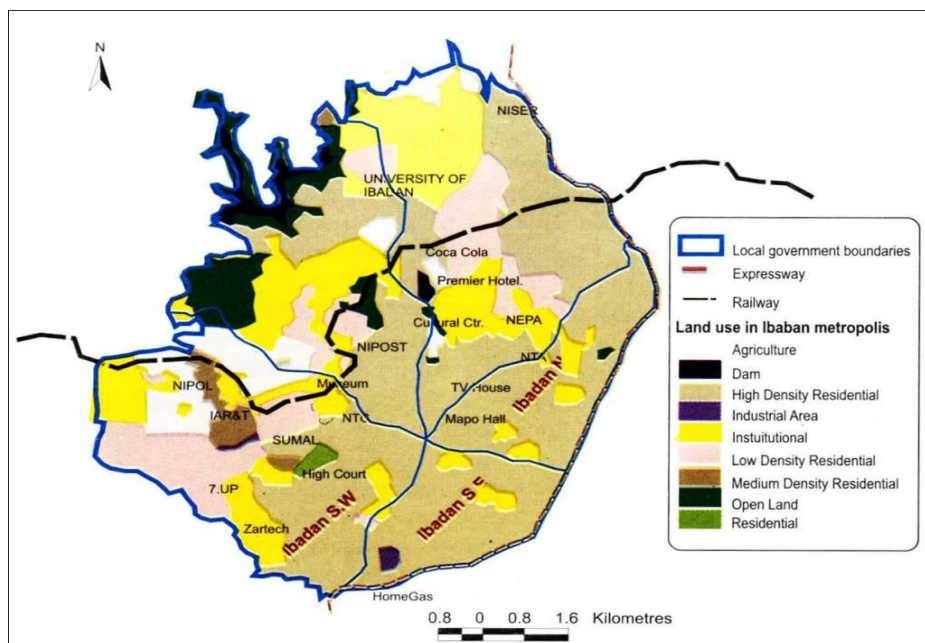 N
NISER
UNIVERSITY OF
IBADAN
Coca Cola
Premier Hotel.
Cultural Ctr.
NEPA
NIPOST
NTA
Ibadan N
NIPOL
Museum
TV House
IAR&T
NTC
Mapo Hall
SUMAL
High Court
7.UP
Ibadan S.W
Ibadan S E
Zartech
HomeGas
Local government boundaries
Expressway
Railway
Land use in Ibaban metropolis
Agriculture
Dam
High Density Residential
Industrial Area
Instuitutional
Low Density Residential
Medium Density Residential
Open Land
Residential
0.8 0 0.8 1.6 Kilometres